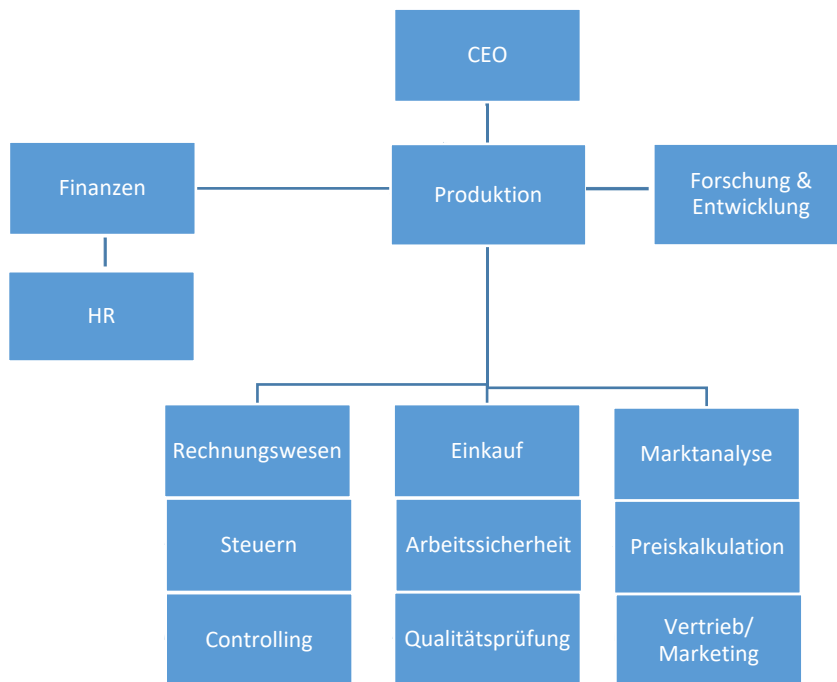 CEO
Finanzen
Produktion
Forschung &
Entwicklung
HR
Rechnungswesen
Einkauf
Marktanalyse
Steuern
Arbeitssicherheit
Preiskalkulation
Controlling
Qualitätsprüfung
Vertrieb/
Marketing